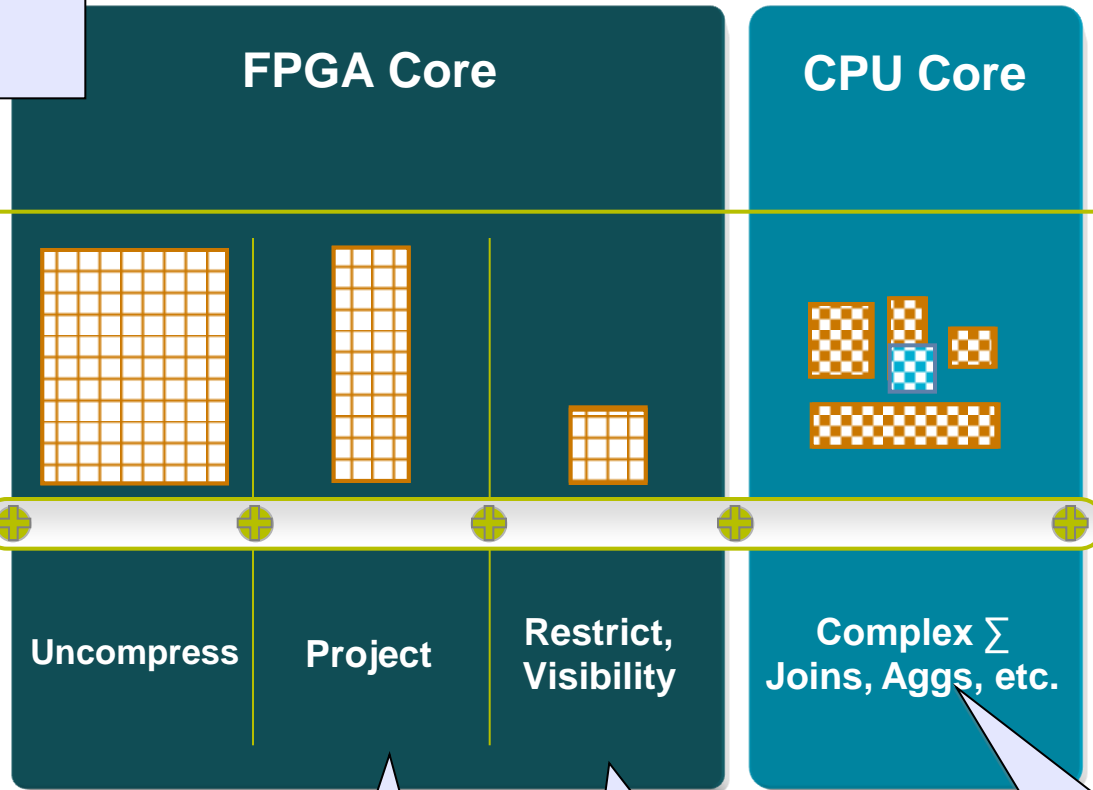 FPGA Core
CPU Core
Uncompress
Project
Restrict,
Visibility
Complex ∑
Joins, Aggs, etc.